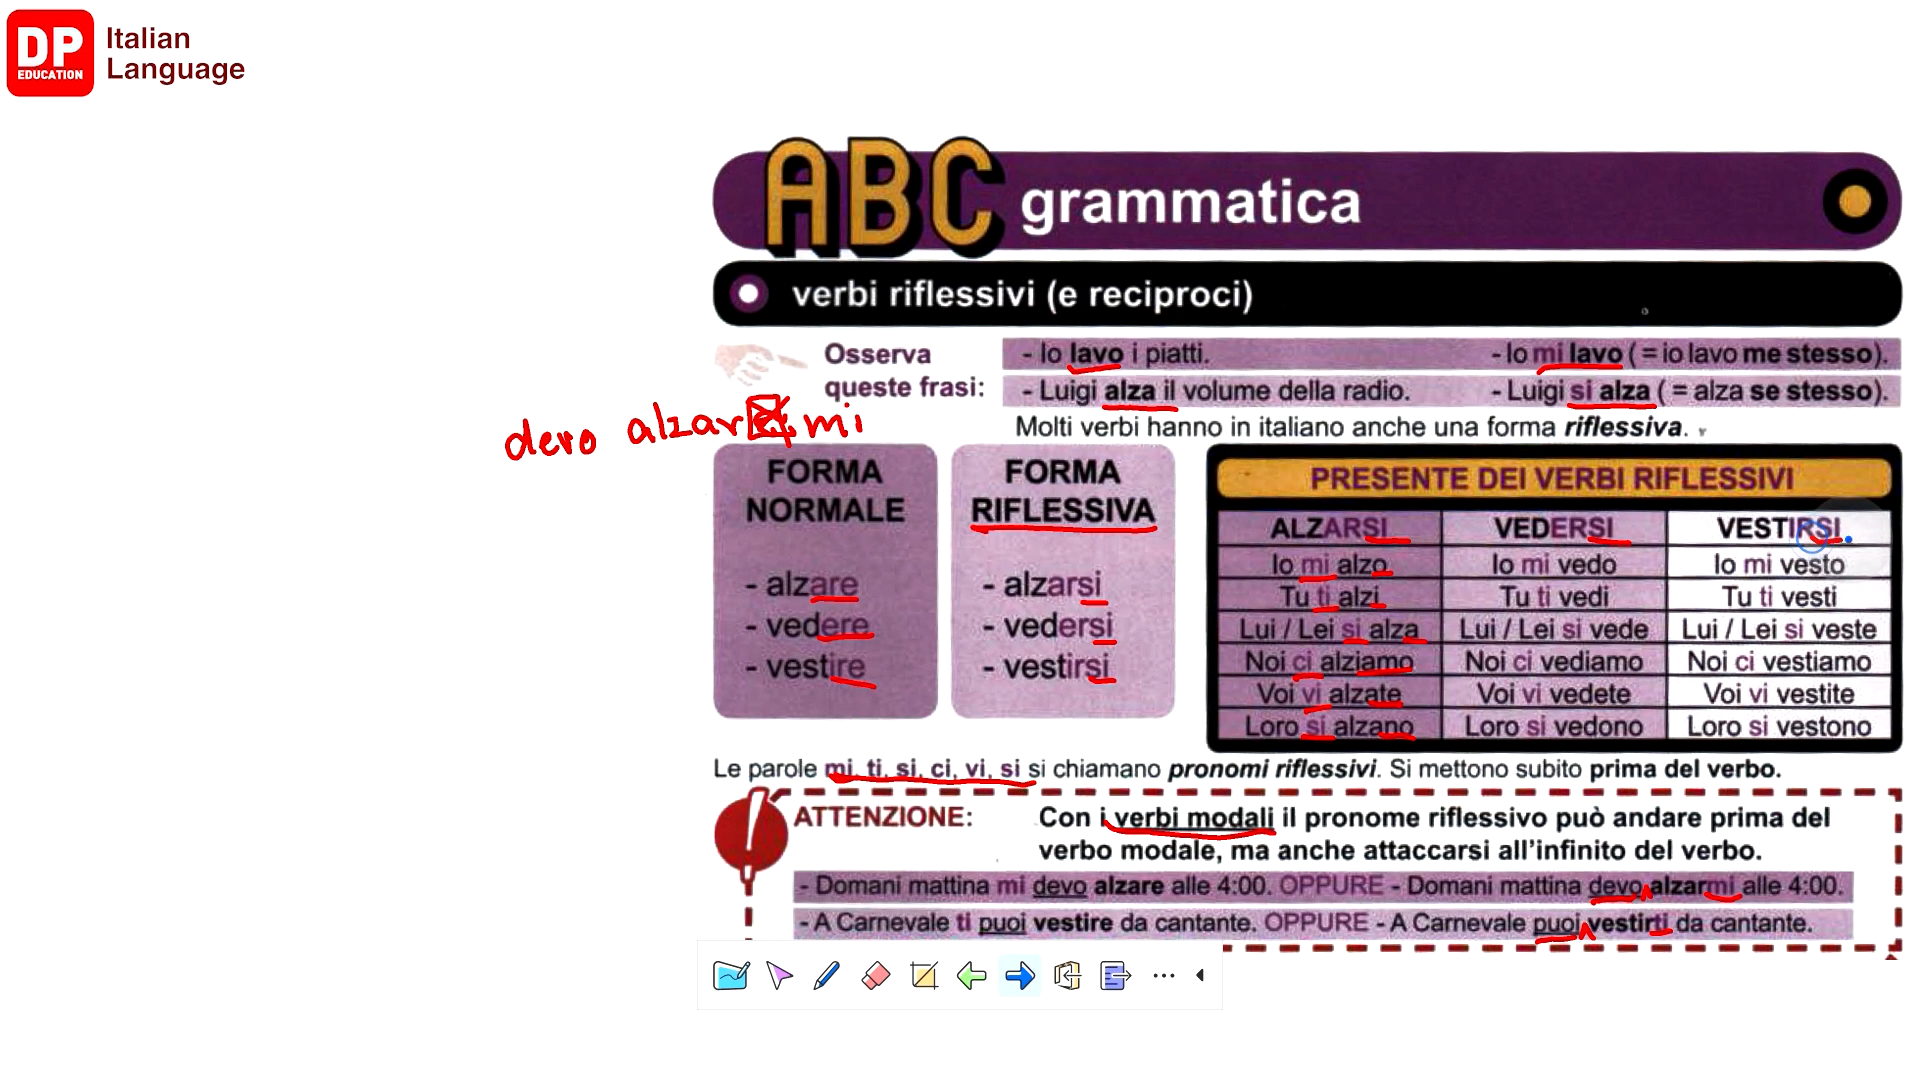 DP
EDUCATION
Italian
Language
ABC grammatica
verbi riflessivi (e reciproci)
Osserva
queste frasi:
- Io lavo i piatti.
- Io mi lavo ( = io lavo me stesso).
- Luigi alza il volume della radio.
- Luigi si alza ( = alza se stesso).
Molti verbi hanno in italiano anche una forma riflessiva.
devo alzar mi
FORMA
NORMALE
- alzare
- vedere
- vestire
FORMA
RIFLESSIVA
- alzarsi
- vedersi
- vestirsi
PRESENTE DEI VERBI RIFLESSIVI
ALZARSI VEDERSI VESTIRSI
Io mi alzo Io mi vedo Io mi vesto
Tu ti alzi Tu ti vedi Tu ti vesti
Lui / Lei si alza Lui / Lei si vede Lui / Lei si veste
Noi ci alziamo Noi ci vediamo Noi ci vestiamo
Voi vi alzate Voi vi vedete Voi vi vestite
Loro si alzano Loro si vedono Loro si vestono
Le parole mi, ti, si, ci, vi, si si chiamano pronomi riflessivi. Si mettono subito prima del verbo.
ATTENZIONE:
Con i verbi modali il pronome riflessivo può andare prima del
verbo modale, ma anche attaccarsi all'infinito del verbo.
- Domani mattina mi devo alzare alle 4:00. OPPURE - Domani mattina devo alzarmi alle 4:00.
- A Carnevale ti puoi vestire da cantante. OPPURE - A Carnevale puoi vestirti da cantante.